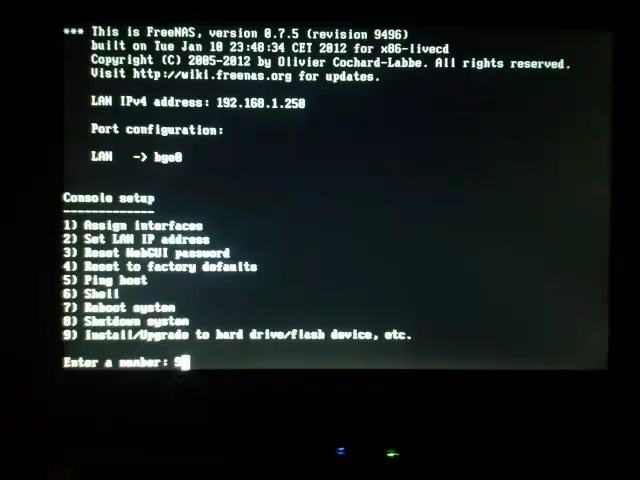 *** This is FreeNAS, version 0.7.5 (revision 9496)
built on Tue Jan 10 23:48:34 CET 2012 for x86-livecd
Copyright (C) 2005-2012 by Olivier Cochard-Labbe. All rights reserved.
Visit http://wiki.freenas.org for updates.
LAN IPv4 address: 192.168.1.250
Port configuration:
LAN -> bge0
Console setup
-------------
1) Assign interfaces
2) Set LAN IP address
3) Reset WebGUI password
4) Reset to factory defaults
5) Ping host
6) Shell
7) Reboot system
8) Shutdown system
9) Install/Upgrade to hard drive/flash device, etc.
Enter a number: 9